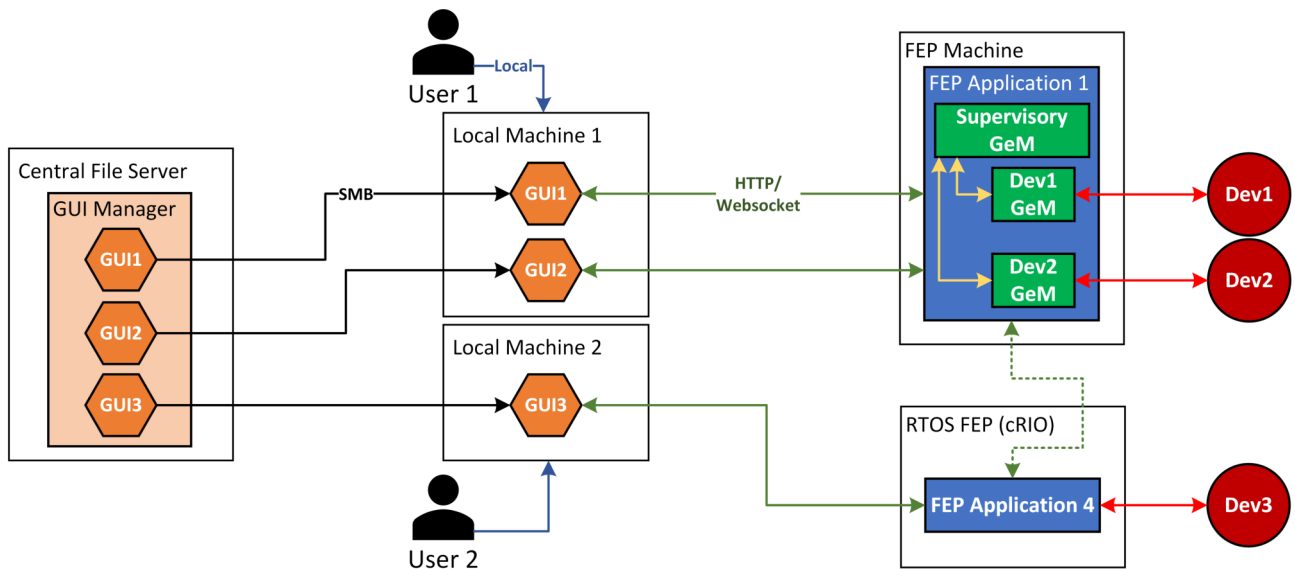 User 1
Local
Central File Server
GUI Manager
GUI1
GUI2
GUI3
SMB
Local Machine 1
GUI1
GUI2
Local Machine 2
GUI3
User 2
HTTP/
Websocket
FEP Machine
FEP Application 1
Supervisory
GeM
Dev1
GeM
Dev2
GeM
Dev1
Dev2
RTOS FEP (cRIO)
FEP Application 4
Dev3